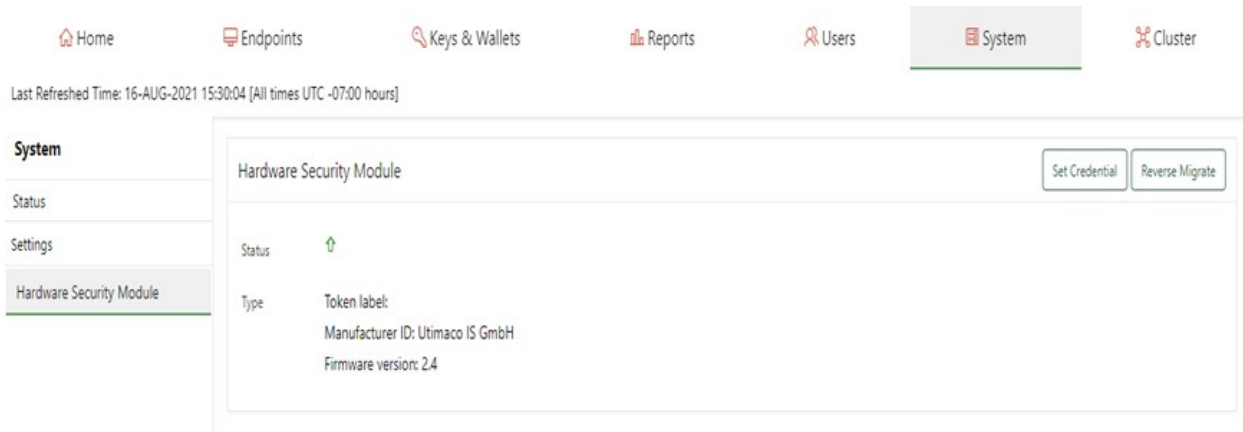 Home Endpoints Keys & Wallets Reports Users System Cluster
Last Refreshed Time: 16-AUG-2021 15:30:04 [All times UTC -07:00 hours]
System
Status
Settings
Hardware Security Module
Hardware Security Module Set Credential Reverse Migrate
Status
Type Token label:
Manufacturer ID: Utimaco IS GmbH
Firmware version: 2.4